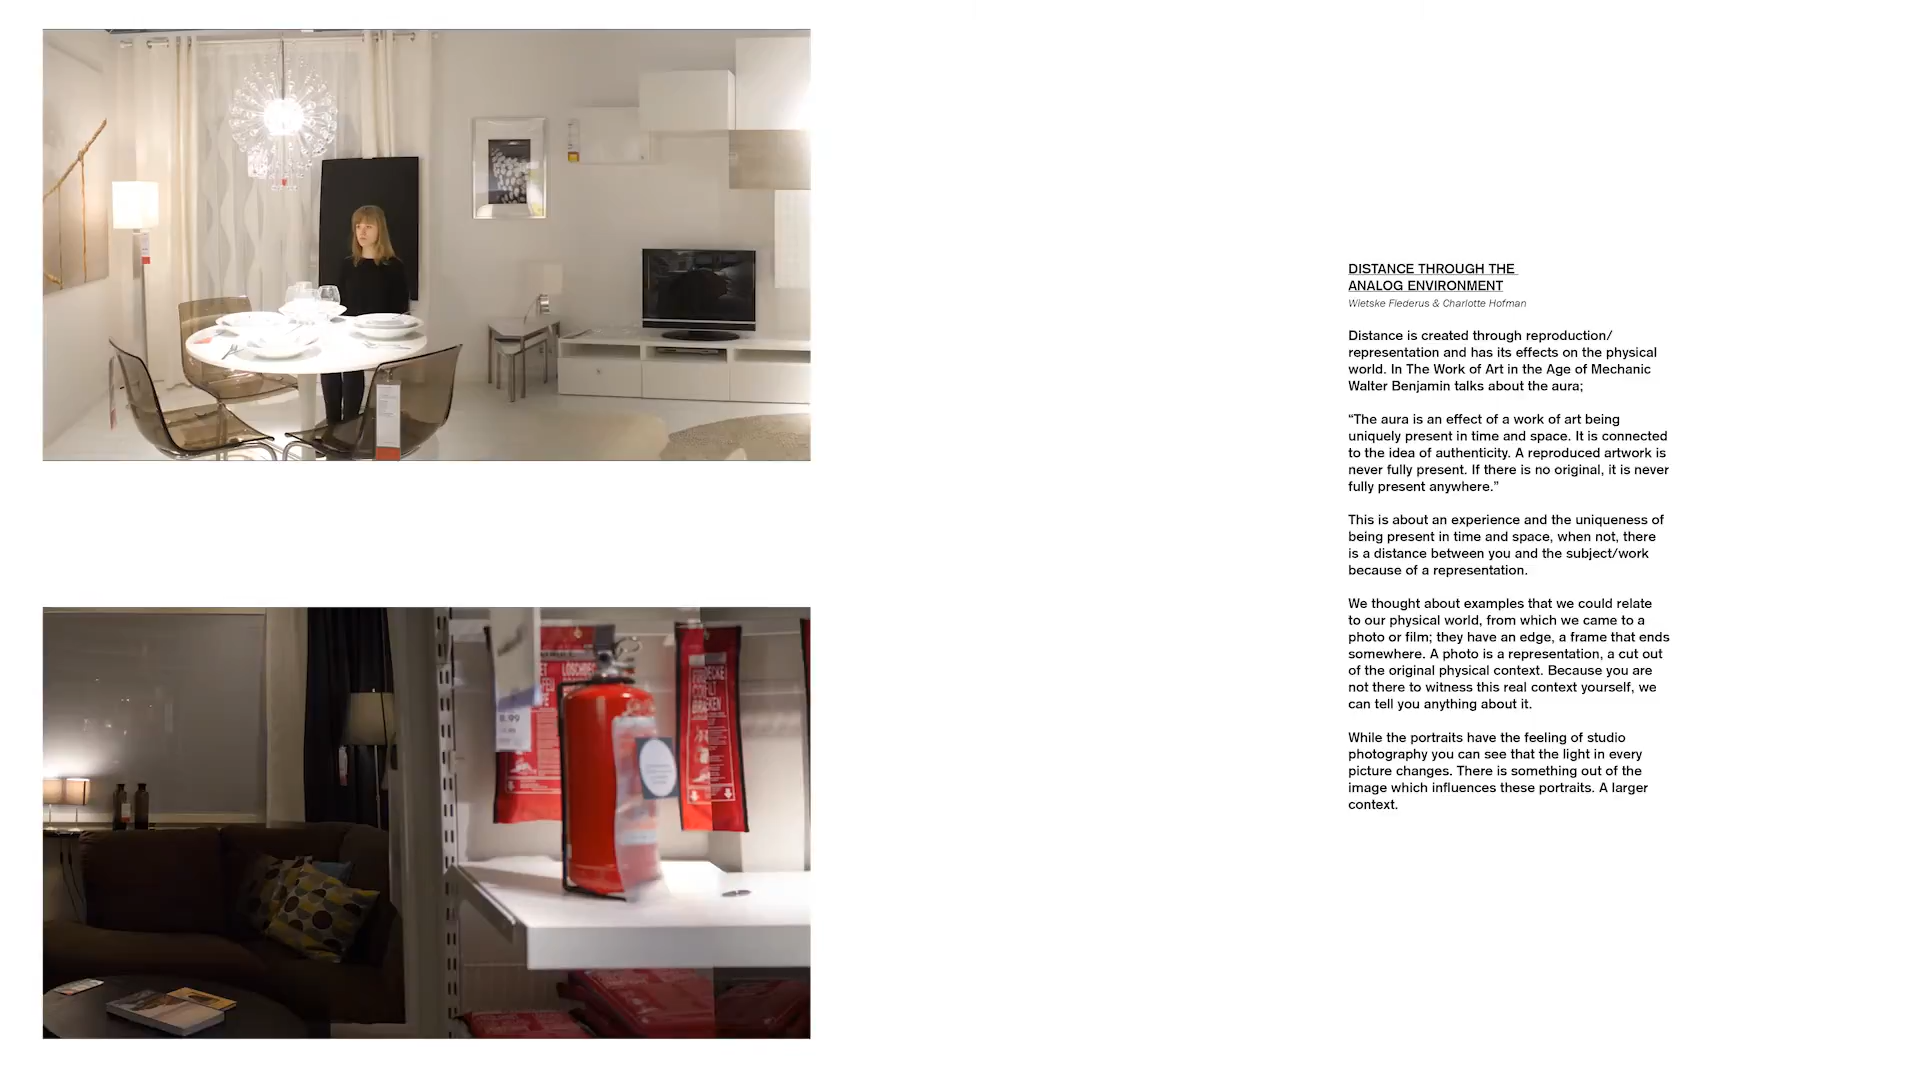 DISTANCE THROUGH THE
ANALOG ENVIRONMENT
Wietske Flederus & Charlotte Hofman
Distance is created through reproduction/
representation and has its effects on the physical
world. In The Work of Art in the Age of Mechanic
Walter Benjamin talks about the aura;
“The aura is an effect of a work of art being
uniquely present in time and space. It is connected
to the idea of authenticity. A reproduced artwork is
never fully present. If there is no original, it is never
fully present anywhere.”
This is about an experience and the uniqueness of
being present in time and space, when not, there
is a distance between you and the subject/work
because of a representation.
We thought about examples that we could relate
to our physical world, from which we came to a
photo or film; they have an edge, a frame that ends
somewhere. A photo is a representation, a cut out
of the original physical context. Because you are
not there to witness this real context yourself, we
can tell you anything about it.
While the portraits have the feeling of studio
photography you can see that the light in every
picture changes. There is something out of the
image which influences these portraits. A larger
context.
8.99